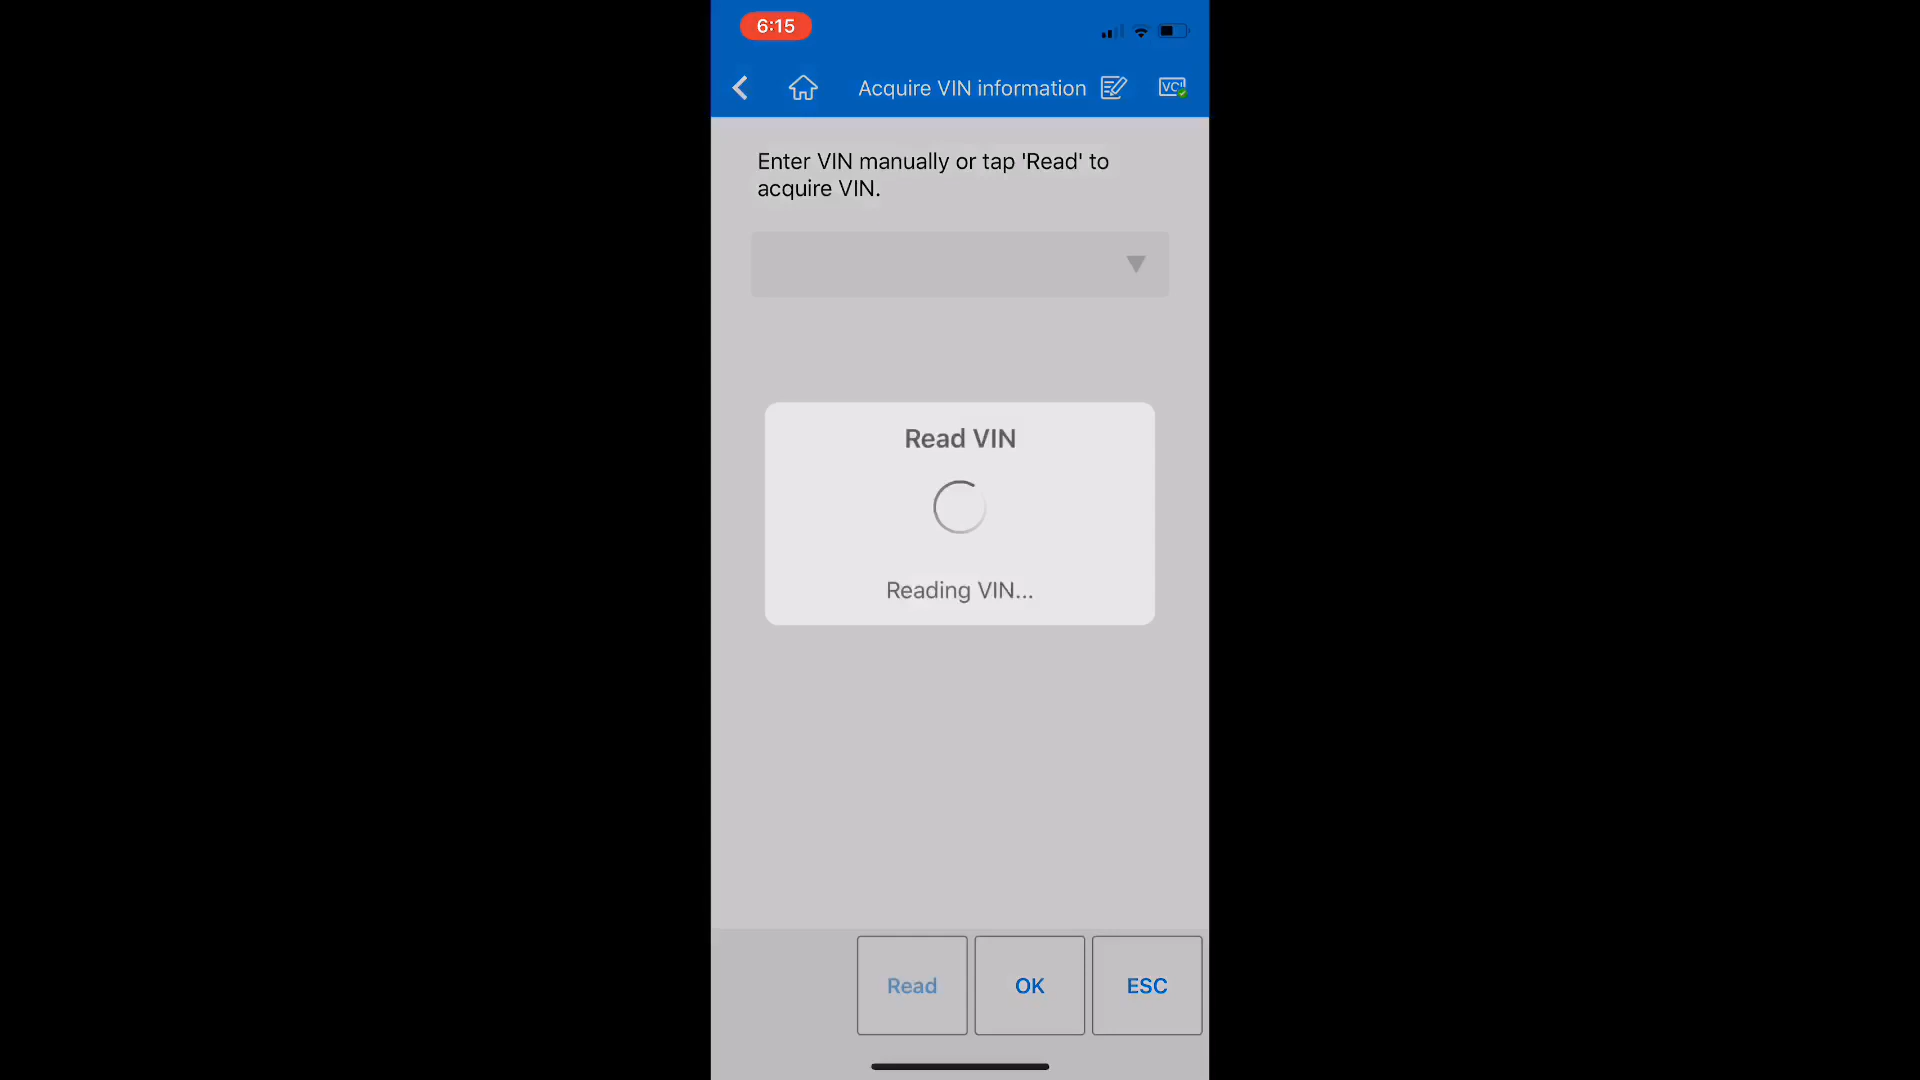 6:15
Acquire VIN information
VCI
Enter VIN manually or tap 'Read' to
acquire VIN.
Read VIN
Reading VIN...
Read
OK
ESC